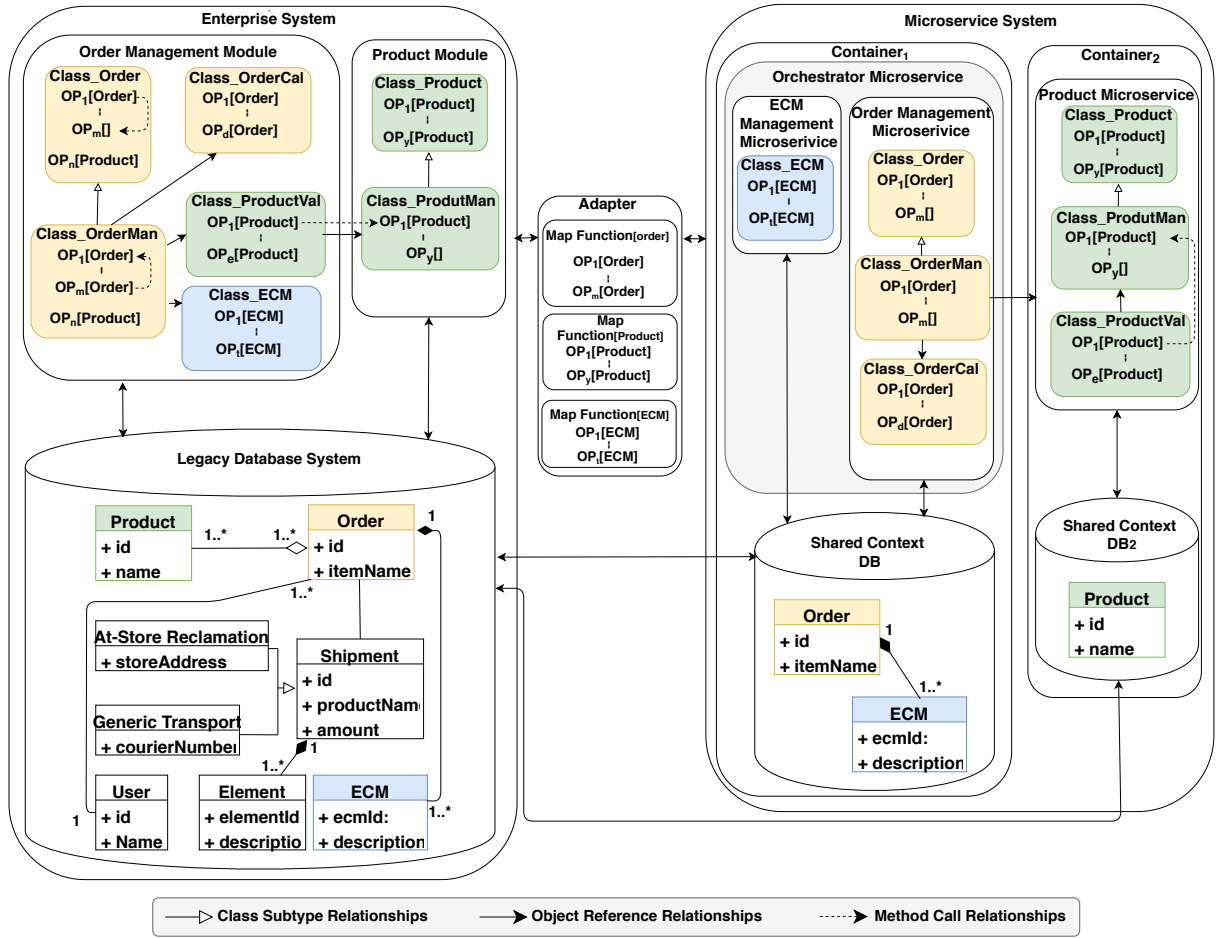 Enterprise System
Order Management Module
Class_Order
OP1[Order]
OPm[]
OPn[Product]
Class_OrderCal
OP1[Order]
OPd[Order]
Class_OrderMan
OP1[Order]
OPm[Order]
OPn[Product]
Class_ProductVal
OP1[Product]
OPe[Product]
Class_ECM
OP1[ECM]
OPt[ECM]
Product Module
Class_Product
OP1[Product]
OPy[Product]
Class_ProdutMan
OP1[Product]
OPy[]
Adapter
Map Function[order]
OP1[Order]
OPm[Order]
Map
Function[Product]
OP1[Product]
OPy[Product]
Map Function[ECM]
OP1[ECM]
OPt[ECM]
Microservice System
Container1
Orchestrator Microservice
ECM
Management
Microserivice
Class_ECM
OP1[ECM]
OPt[ECM]
Order Management
Microserivice
Class_Order
OP1[Order]
OPm[]
Class_OrderMan
OP1[Order]
OPm[]
Class_OrderCal
OP1[Order]
OPd[Order]
Container2
Product Microservice
Class_Product
OP1[Product]
OPy[Product]
Class_ProdutMan
OP1[Product]
OPy[]
Class_ProductVal
OP1[Product]
OPe[Product]
Legacy Database System
Product
+ id
+ name
1..*
1..*
Order
+ id
+ itemName
1
1..*
At-Store Reclamation
+ storeAddress
Generic Transport
+ courierNumber
Shipment
+ id
+ productName
+ amount
1
1..*
User
+ id
+ Name
1
Element
+ elementId
+ descriptio
ECM
+ ecmId:
+ description
1..*
Shared Context
DB
Order
+ id
+ itemName
1
1..*
ECM
+ ecmId:
+ description
Shared Context
DB2
Product
+ id
+ name
Class Subtype Relationships
Object Reference Relationships
Method Call Relationships